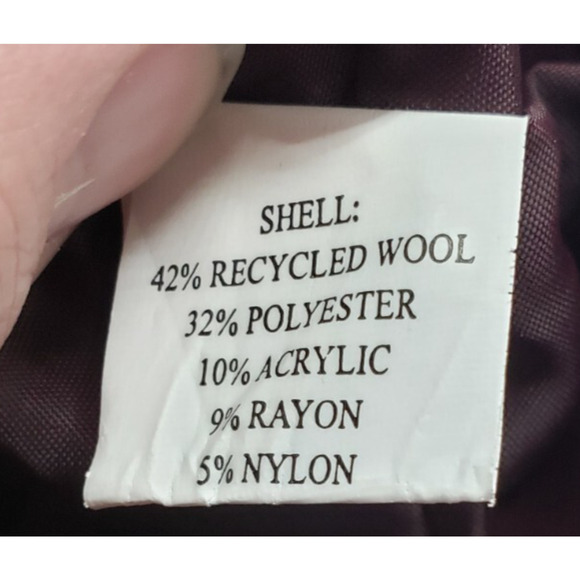 SHELL:
42% RECYCLED WOOL
32% POLYESTER
10% ACRYLIC
9% RAYON
5% NYLON